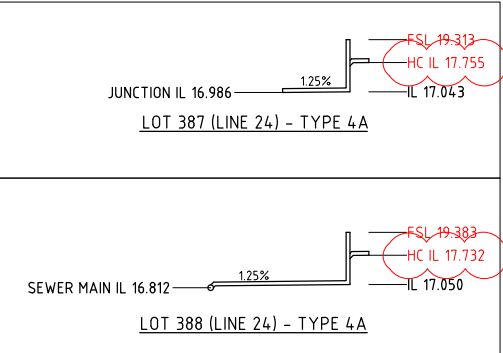 FSL 19.313
HC IL 17.755
1.25%
JUNCTION IL 16.986
IL 17.043
LOT 387 (LINE 24) - TYPE 4A
FSL 19.383
HC IL 17.732
1.25%
SEWER MAIN IL 16.812
IL 17.050
LOT 388 (LINE 24) - TYPE 4A